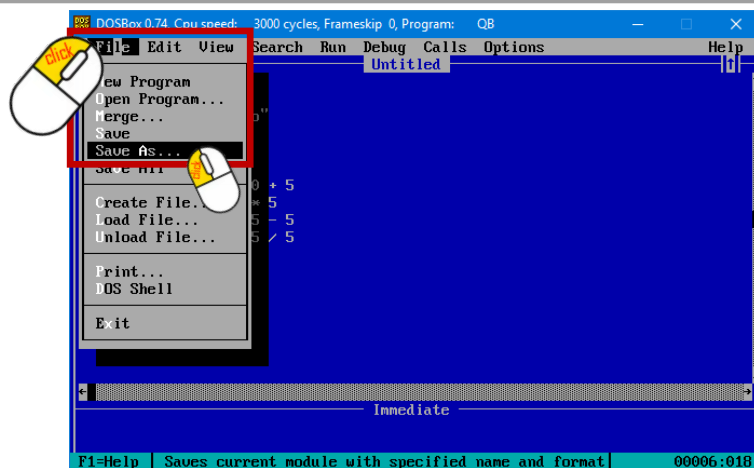 DOSBox 0.74, Cpu speed: 3000 cycles, Frameskip 0, Program: QB
File Edit View Search Run Debug Calls Options Help
Untitled
New Program
Open Program...
Merge...
Save
Save As...
Save All
Create File...
Load File...
Unload File...
Print...
DOS Shell
Exit
o"
0 + 5
* 5
5 - 5
5 / 5
click
click
Immediate
F1=Help Saves current module with specified name and format 00006:018